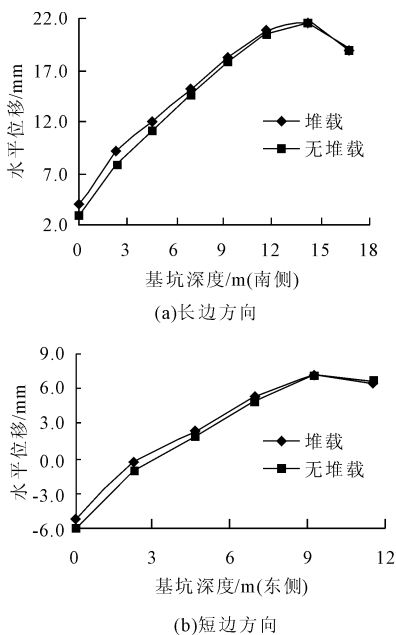 22.0
17.0
12.0
7.0
2.0
水平位移/mm
堆载
无堆载
0 3 6 9 12 15 18
基坑深度/m(南侧)
(a)长边方向
9.0
6.0
3.0
0.0
-3.0
-6.0
水平位移/mm
堆载
无堆载
0 3 6 9 12
基坑深度/m(东侧)
(b)短边方向